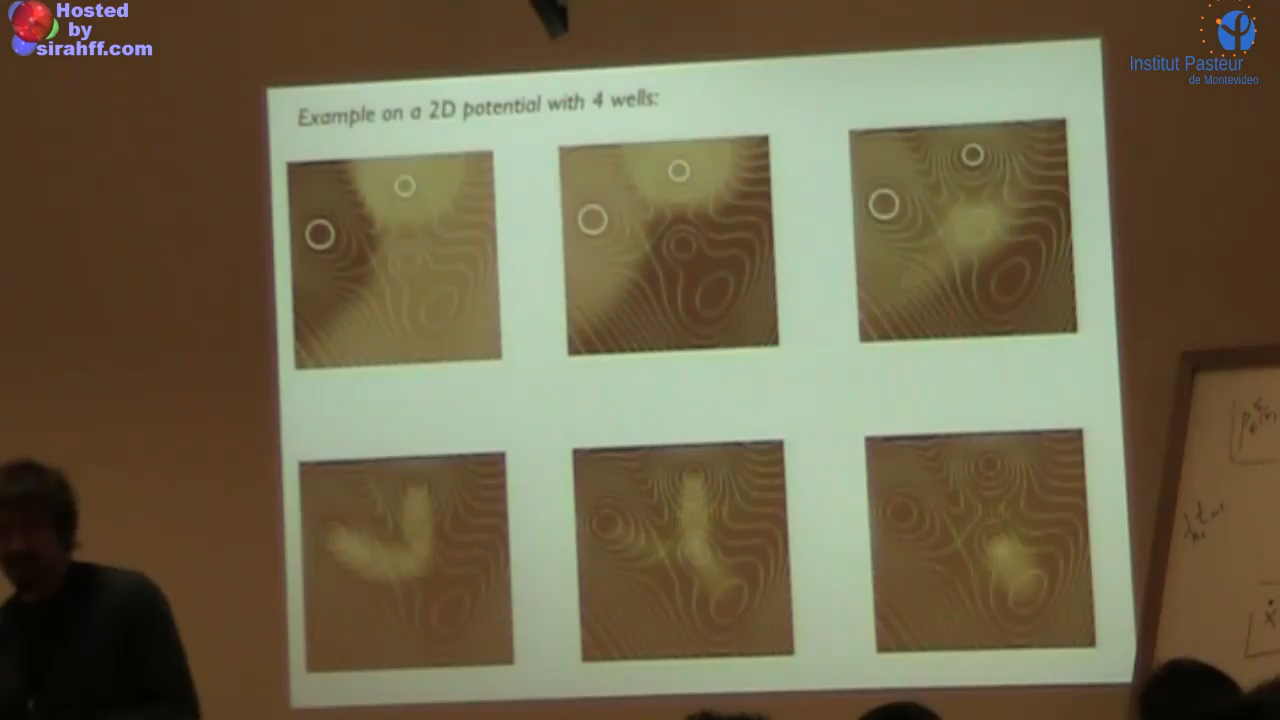 Hosted
by
sirahff.com
Institut Pasteur
de Montevideo
Example on a 2D potential with 4 wells: